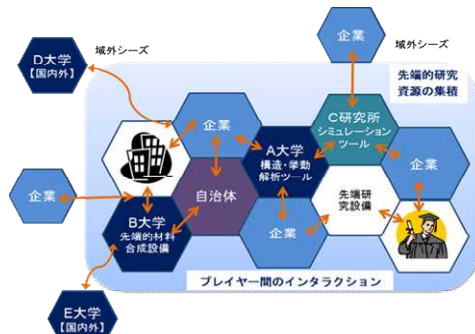 D大学
【国内外】
域外シーズ
企業
域外シーズ
先端的研究
資源の集積
企業
C研究所
シミュレーション
ツール
A大学
構造・挙動
解析ツール
企業
自治体
企業
B大学
先端的材料
合成設備
先端研
究設備
企業
プレイヤー間のインタラクション
E大学
【国内外】